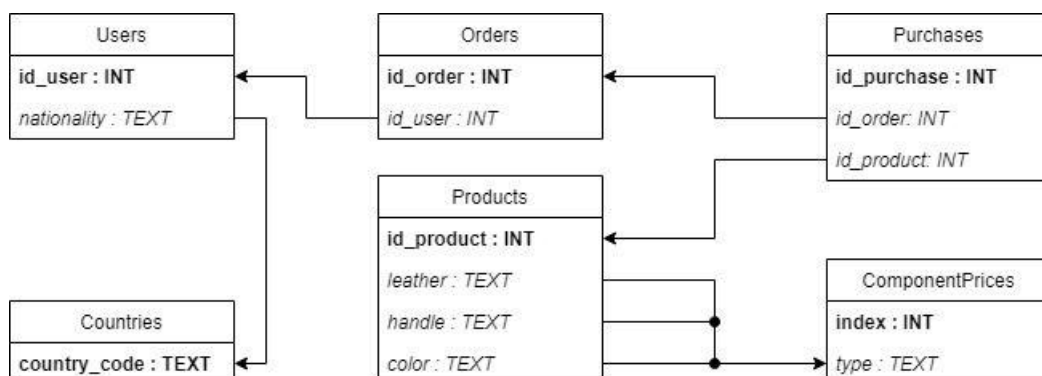 Users
id_user : INT
nationality : TEXT
Orders
id_order : INT
id_user : INT
Purchases
id_purchase : INT
id_order: INT
id_product: INT
Products
id_product : INT
leather : TEXT
handle : TEXT
color : TEXT
Countries
country_code : TEXT
ComponentPrices
index : INT
type : TEXT